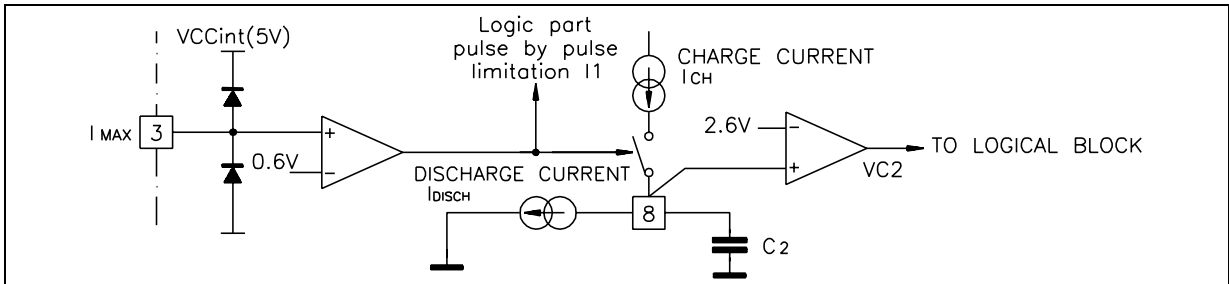 VCCint(5V)
Logic part
pulse by pulse
limitation I1
CHARGE CURRENT
ICH
I MAX
3
+
0.6V
−
2.6V
−
+
TO LOGICAL BLOCK
VC2
DISCHARGE CURRENT
IDISCH
8
C2